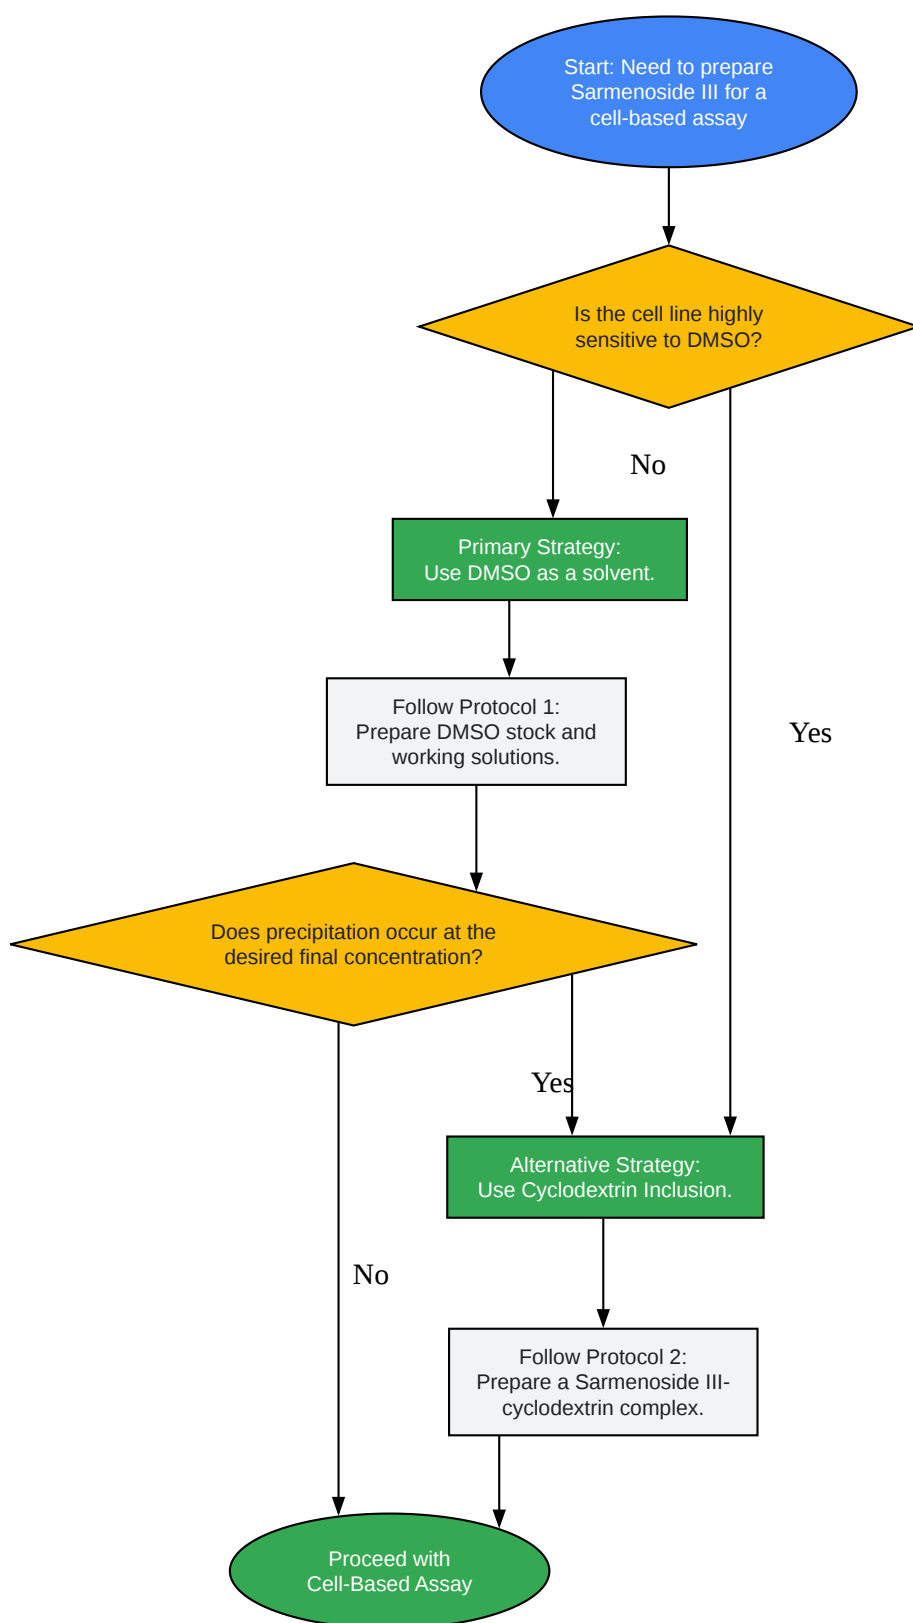 Start: Need to prepare
Sarmenoside III for a
cell-based assay
Is the cell line highly
sensitive to DMSO?
No
Primary Strategy:
Use DMSO as a solvent.
Follow Protocol 1:
Prepare DMSO stock and
working solutions.
Yes
Does precipitation occur at the
desired final concentration?
Yes
Alternative Strategy:
Use Cyclodextrin Inclusion.
No
Follow Protocol 2:
Prepare a Sarmenoside III-
cyclodextrin complex.
Proceed with
Cell-Based Assay